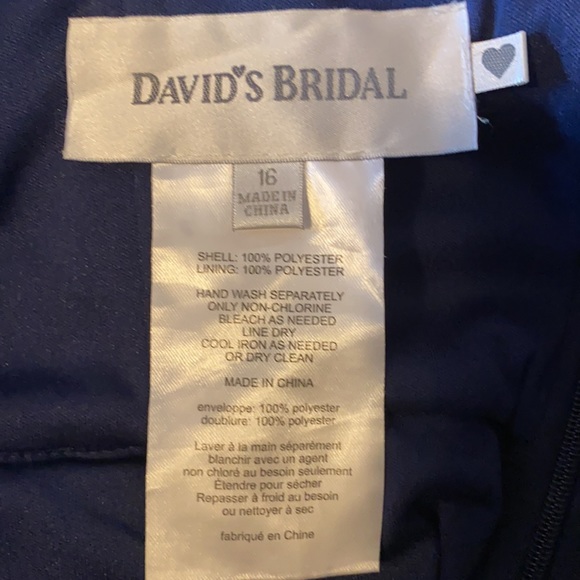 DAVID'S BRIDAL
16
MADE IN
CHINA
SHELL: 100% POLYESTER
LINING: 100% POLYESTER
HAND WASH SEPARATELY
ONLY NON-CHLORINE
BLEACH AS NEEDED
LINE DRY
COOL IRON AS NEEDED
OR DRY CLEAN
MADE IN CHINA
enveloppe: 100% polyester
doublure: 100% polyester
Laver à la main séparément
blanchir avec un agent
non chloré au besoin seulement
Étendre pour sécher
Repasser à froid au besoin
ou nettoyer à sec
fabriqué en Chine